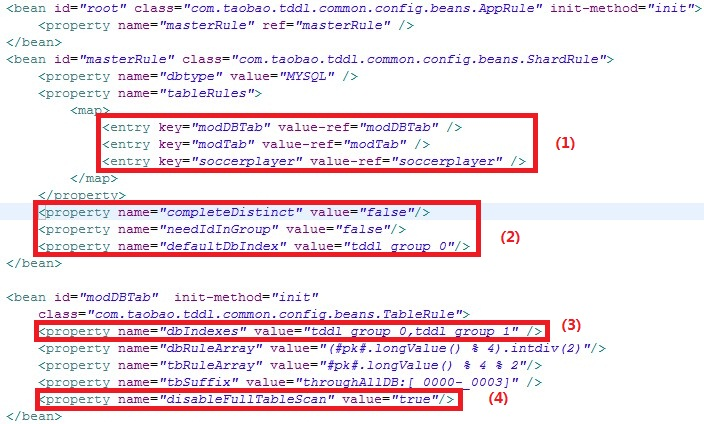 <bean id="root" class="com.taobao.tddl.common.config.beans.AppRule" init-method="init">
<property name="masterRule" ref="masterRule" />
</bean>
<bean id="masterRule" class="com.taobao.tddl.common.config.beans.ShardRule">
<property name="dbtype" value="MYSQL" />
<property name="tableRules">
<map>
<entry key="modDBTab" value-ref="modDBTab" />
<entry key="modTab" value-ref="modTab" />
(1)
<entry key="soccerplayer" value-ref="soccerplayer" />
</map>
</property>
<property name="completeDistinct" value="false"/>
<property name="needIdInGroup" value="false"/>
(2)
<property name="defaultDbIndex" value="tddl_group_0"/>
</bean>
<bean id="modDBTab" init-method="init"
class="com.taobao.tddl.common.config.beans.TableRule">
<property name="dbIndexes" value="tddl_group_0,tddl_group_1" />
(3)
<property name="dbRuleArray" value="(#pk#.longValue() % 4).intdiv(2)"/>
<property name="tbRuleArray" value="#pk#.longValue() % 4 % 2"/>
<property name="tbSuffix" value="throughAllDB:[_0000-_0003]" />
<property name="disableFullTableScan" value="true"/>
(4)
</bean>